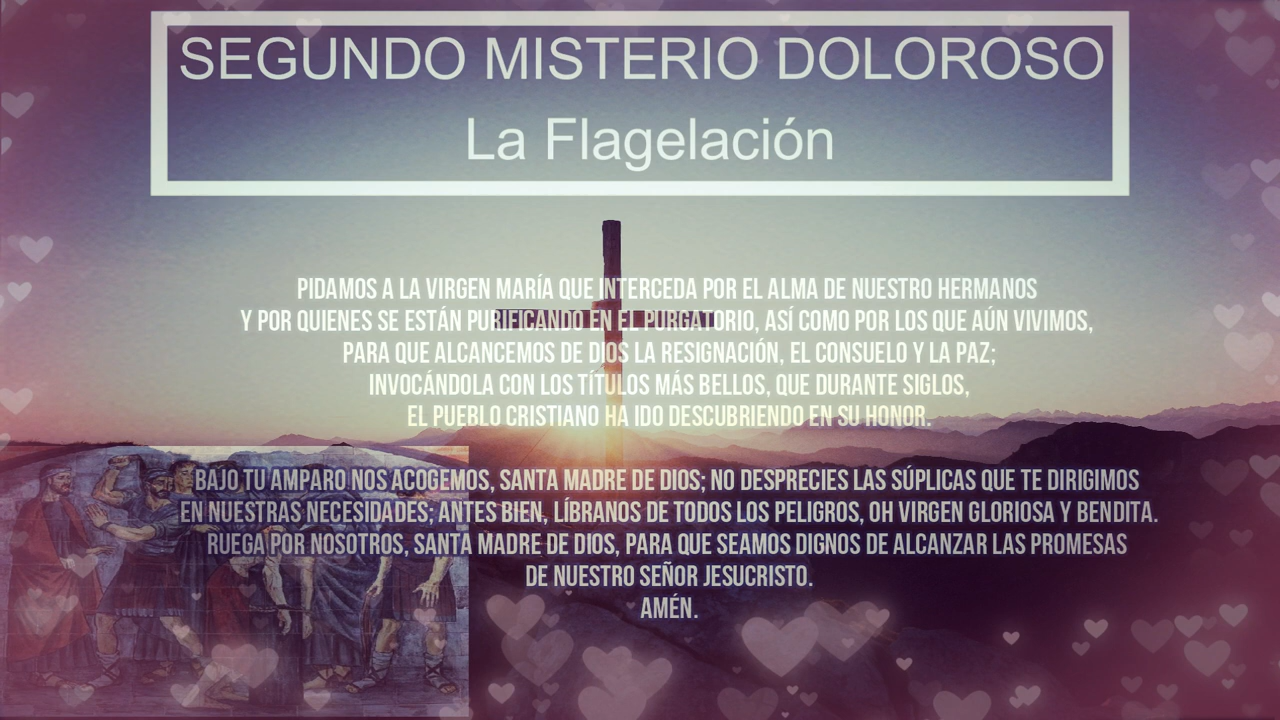 SEGUNDO MISTERIO DOLOROSO
La Flagelación
PIDAMOS A LA VIRGEN MARÍA QUE INTERCEDA POR EL ALMA DE NUESTRO HERMANOS
Y POR QUIENES SE ESTÁN PURIFICANDO EN EL PURGATORIO, ASÍ COMO POR LOS QUE AÚN VIVIMOS,
PARA QUE ALCANCEMOS DE DIOS LA RESIGNACIÓN, EL CONSUELO Y LA PAZ;
INVOCÁNDOLA CON LOS TÍTULOS MÁS BELLOS, QUE DURANTE SIGLOS,
EL PUEBLO CRISTIANO HA IDO DESCUBRIENDO EN SU HONOR.
BAJO TU AMPARO NOS ACOGEMOS, SANTA MADRE DE DIOS; NO DESPRECIES LAS SÚPLICAS QUE TE DIRIGIMOS
EN NUESTRAS NECESIDADES; ANTES BIEN, LÍBRANOS DE TODOS LOS PELIGROS, OH VIRGEN GLORIOSA Y BENDITA.
RUEGA POR NOSOTROS, SANTA MADRE DE DIOS, PARA QUE SEAMOS DIGNOS DE ALCANZAR LAS PROMESAS
DE NUESTRO SEÑOR JESUCRISTO.
AMÉN.